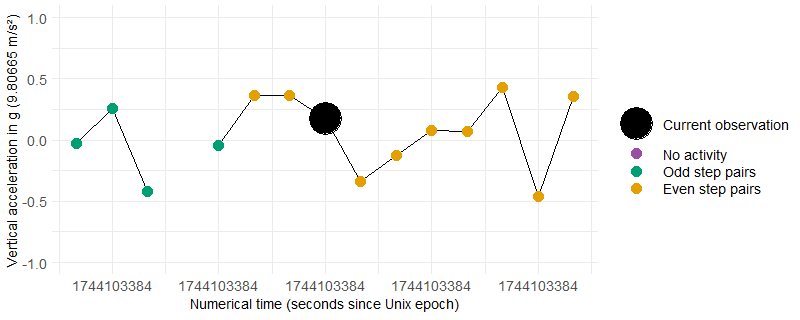 Vertical acceleration in g (9.80665 m/s²)
1.0
0.5
0.0
-0.5
-1.0
1744103384 1744103384 1744103384 1744103384 1744103384
Numerical time (seconds since Unix epoch)
Current observation
No activity
Odd step pairs
Even step pairs